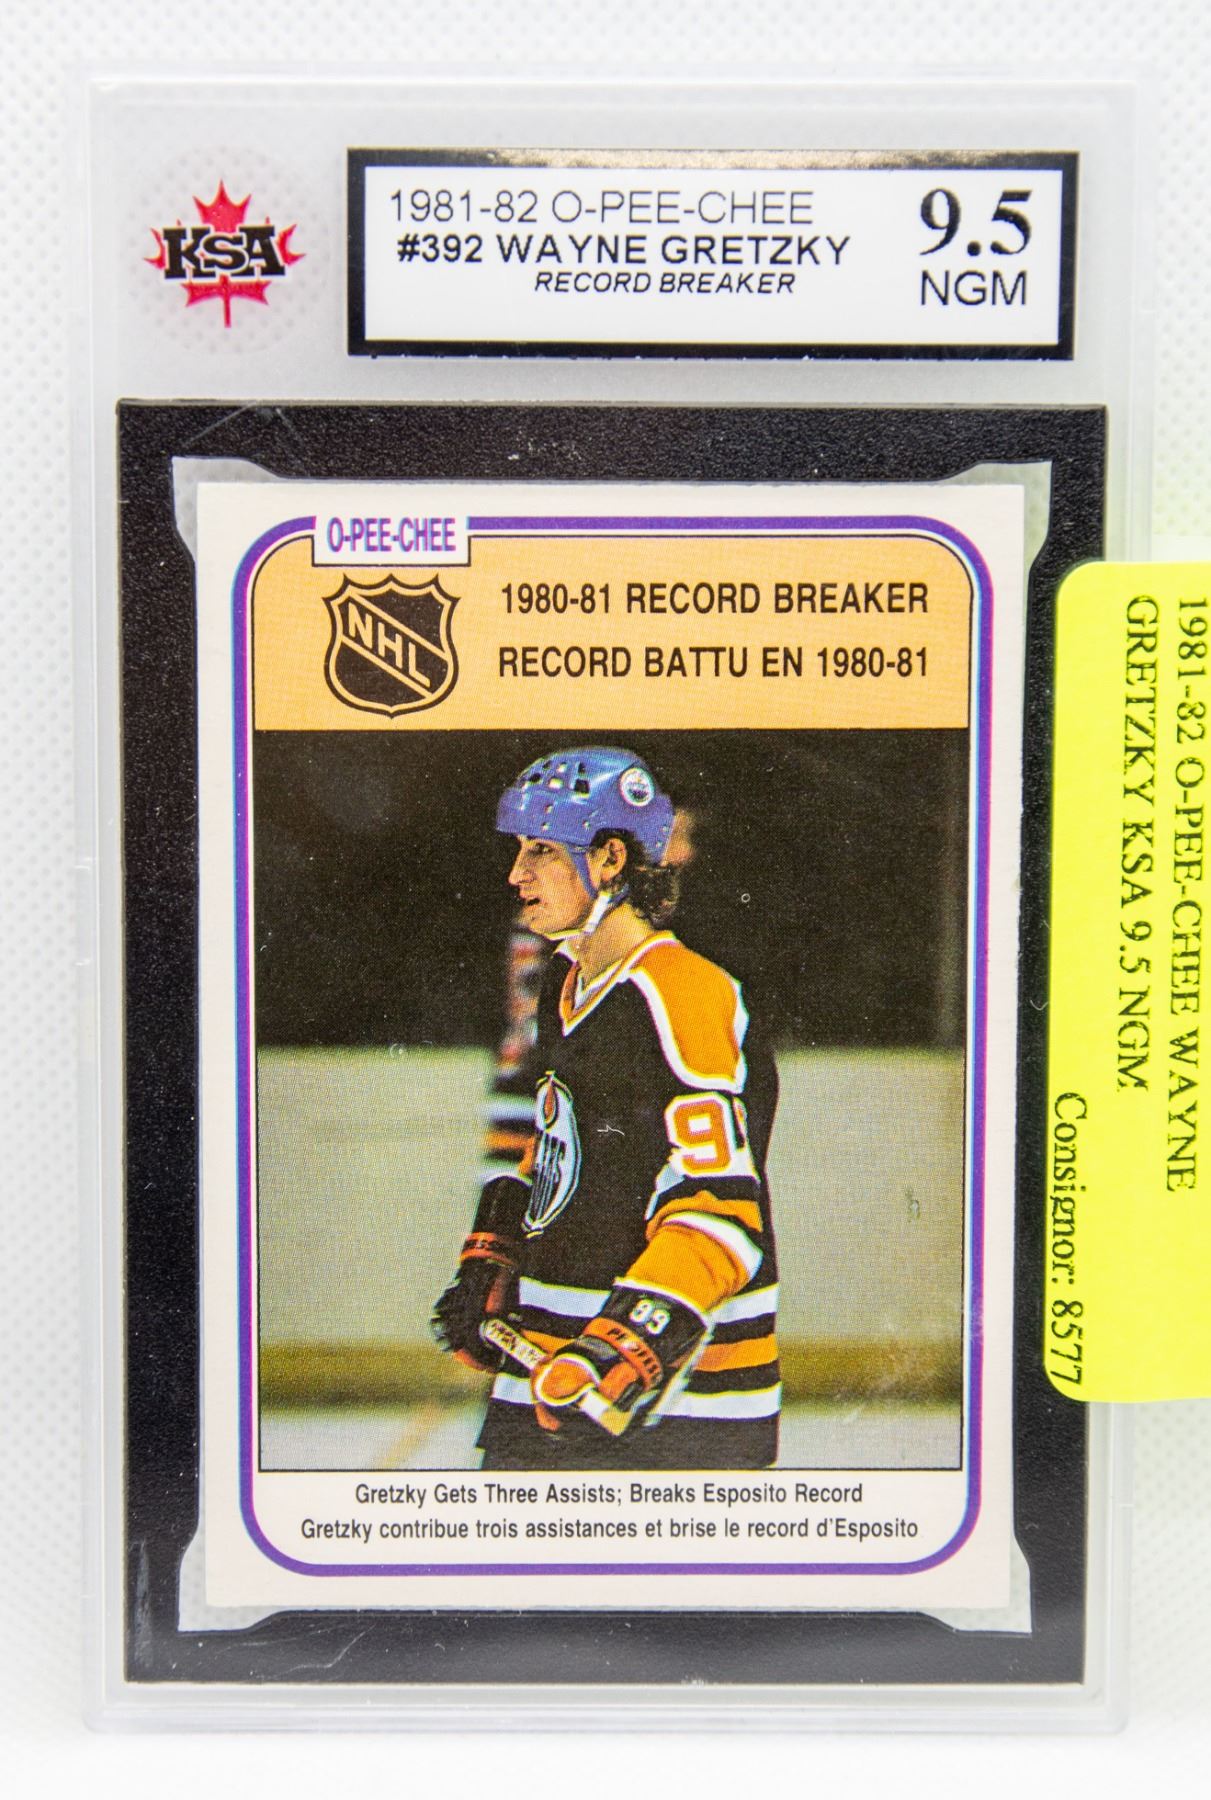 KSA
1981-82 O-PEE-CHEE
#392 WAYNE GRETZKY
RECORD BREAKER
9.5
NGM
O-PEE-CHEE
NHL
1980-81 RECORD BREAKER
RECORD BATTU EN 1980-81
9
99
Gretzky Gets Three Assists; Breaks Esposito Record
Gretzky contribue trois assistances et brise le record d'Esposito
1981-82 O-PEE-CHEE WAYNE
GRETZKY KSA 9.5 NGM
Consignor: 8577